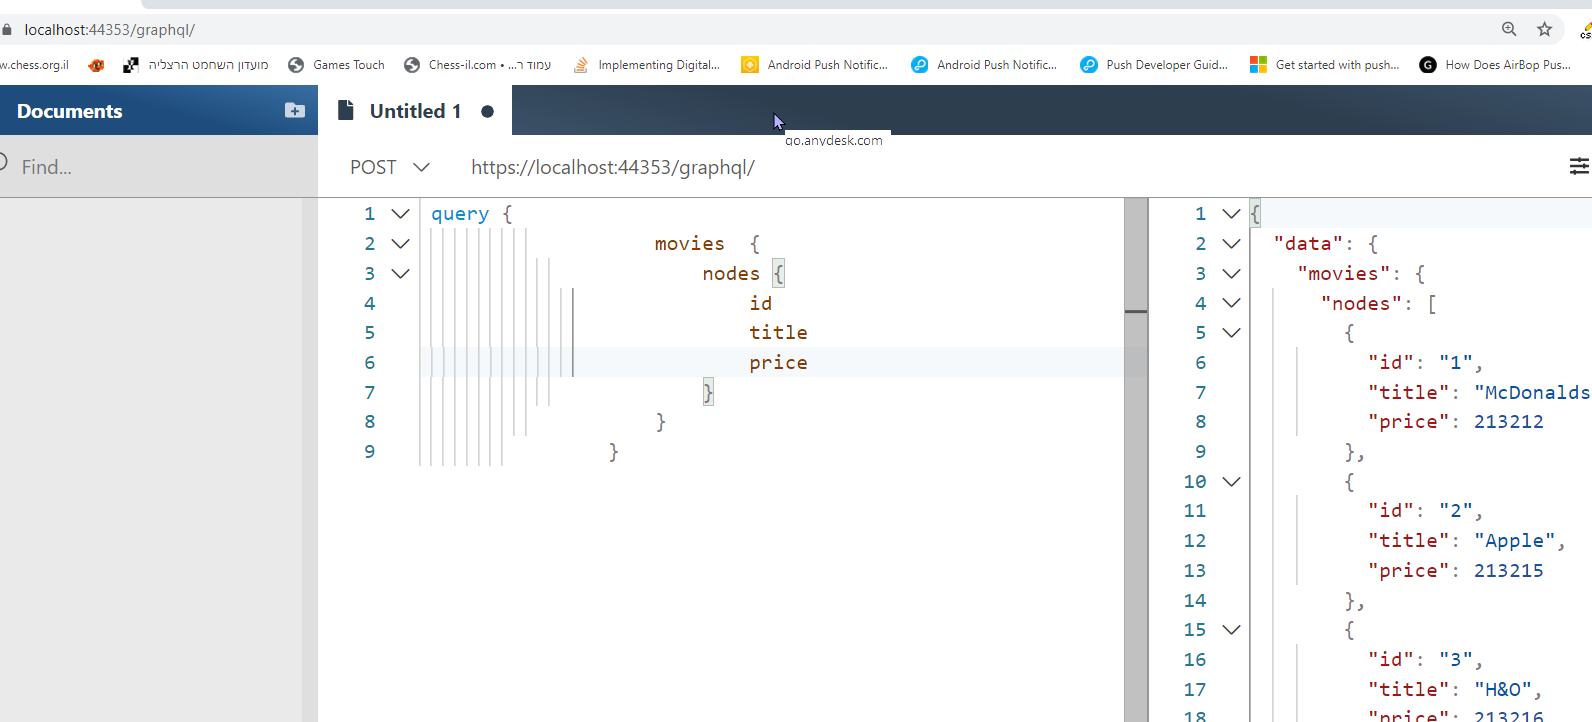 localhost:44353/graphql/
w.chess.org.il מועדון השחמט הרצליה Games Touch Chess-il.com • עמוד ר... Implementing Digital... Android Push Notific... Android Push Notific... Push Developer Guid... Get started with push... How Does AirBop Pus...
Documents
Untitled 1
go.anydesk.com
Find...
POST https://localhost:44353/graphql/
1 query {
2 movies {
3 nodes {
4 id
5 title
6 price
7 }
8 }
9 }
1 {
2 "data": {
3 "movies": {
4 "nodes": [
5 {
6 "id": "1",
7 "title": "McDonalds
8 "price": 213212
9 },
10 {
11 "id": "2",
12 "title": "Apple",
13 "price": 213215
14 },
15 {
16 "id": "3",
17 "title": "H&O",
18 "price": 213216